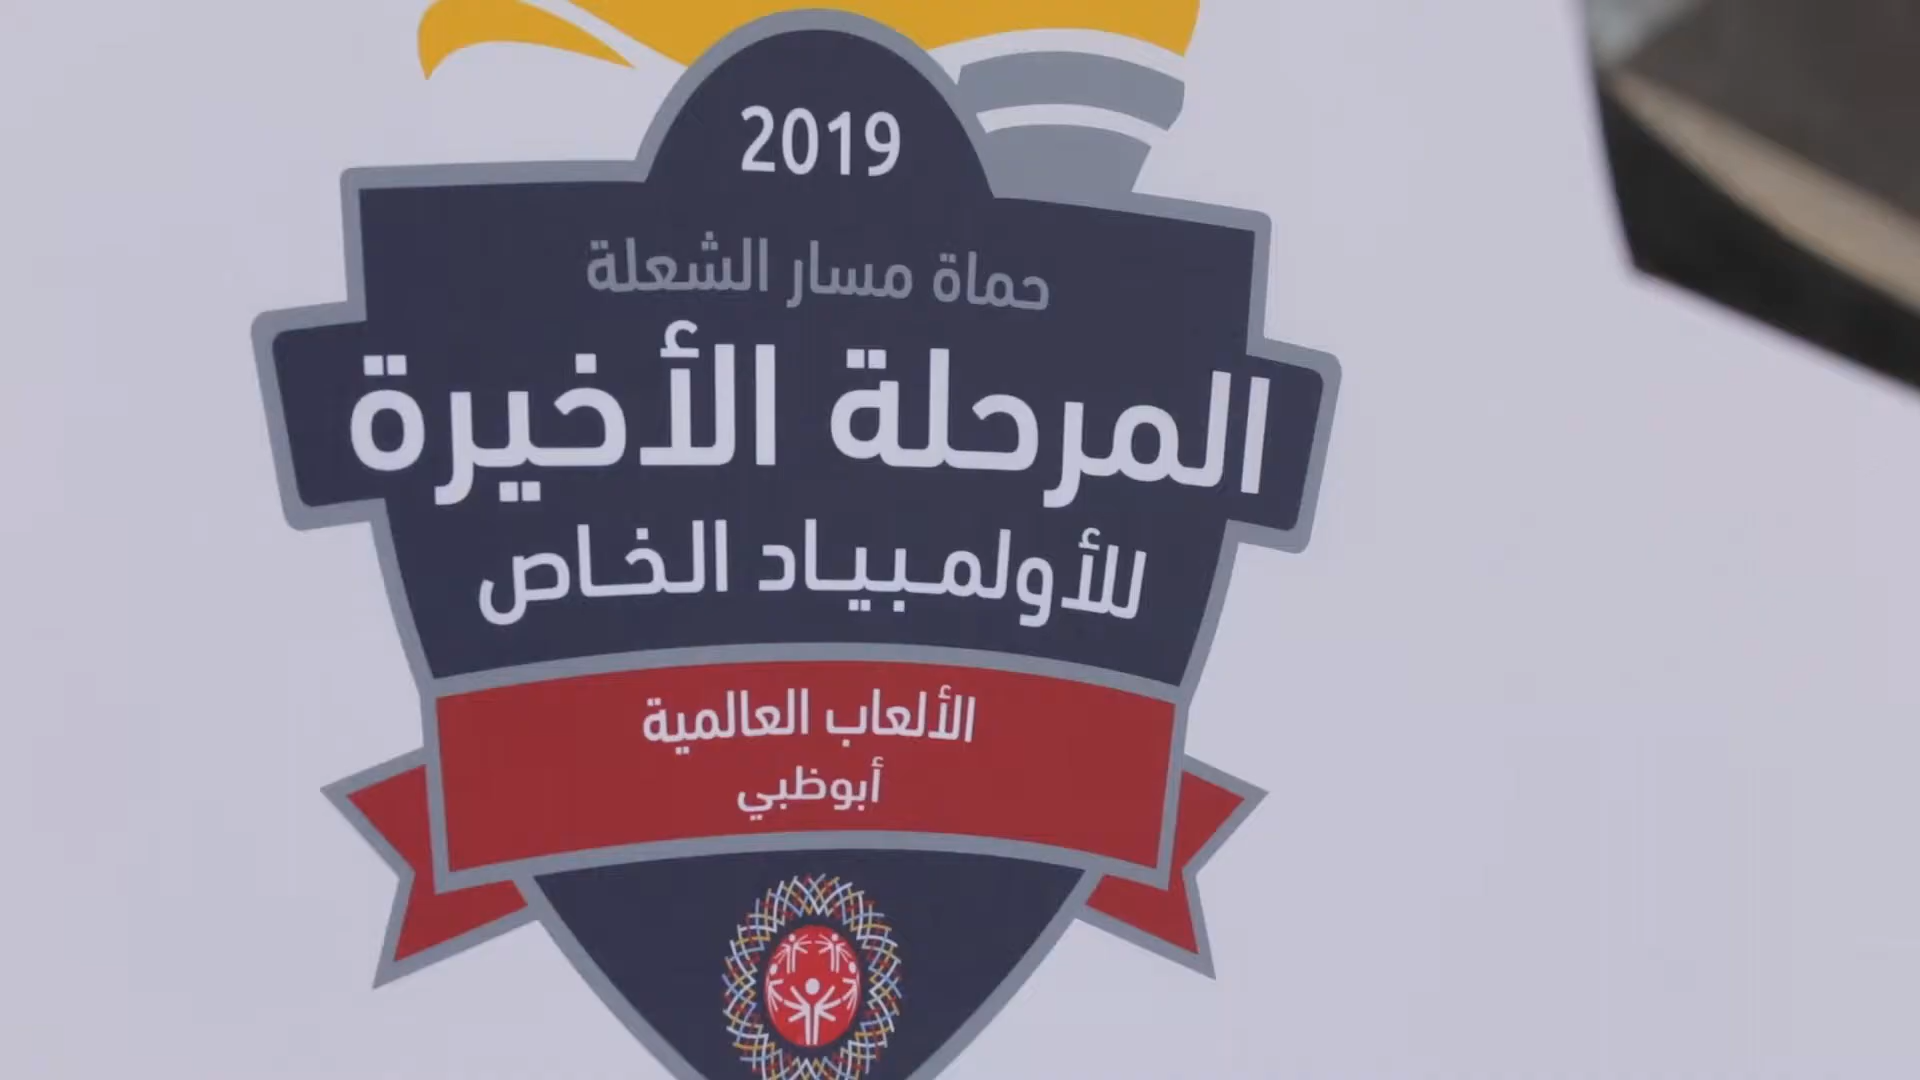 2019
حماة مسار الشعلة
المرحلة الأخيرة
للأولمبياد الخاص
الألعاب العالمية
أبوظبي